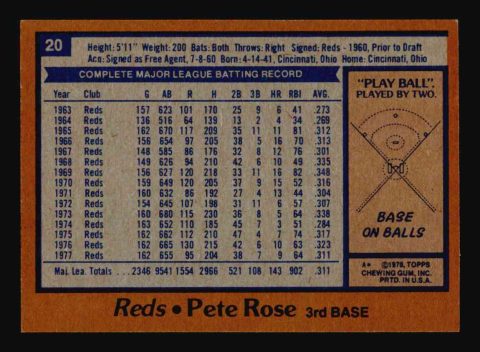 20
Height: 5'11" Weight: 200 Bats: Both Throws: Right Signed: Reds - 1960, Prior to Draft
Acq: Signed as Free Agent, 7-8-60 Born: 4-14-41, Cincinnati, Ohio Home: Cincinnati, Ohio
COMPLETE MAJOR LEAGUE BATTING RECORD
Year Club G AB R H 2B 3B HR RBI AVG.
1963 Reds 157 623 101 170 25 9 6 41 .273
1964 Reds 136 516 64 139 13 2 4 34 .269
1965 Reds 162 670 117 209 35 11 11 81 .312
1966 Reds 156 654 97 205 38 5 16 70 .313
1967 Reds 148 585 86 176 32 8 12 76 .301
1968 Reds 149 626 94 210 42 6 10 49 .335
1969 Reds 156 627 120 218 33 11 16 82 .348
1970 Reds 159 649 120 205 37 9 15 52 .316
1971 Reds 160 632 86 192 27 4 13 44 .304
1972 Reds 154 645 107 198 31 11 6 57 .307
1973 Reds 160 680 115 230 36 8 5 64 .338
1974 Reds 163 652 110 185 45 7 3 51 .284
1975 Reds 162 662 112 210 47 4 7 74 .317
1976 Reds 162 665 130 215 42 6 10 63 .323
1977 Reds 162 655 95 204 38 7 9 64 .311
Maj. Lea. Totals 2346 9541 1554 2966 521 108 143 902 .311
"PLAY BALL".
PLAYED BY TWO.
BASE
ON BALLS
A* ©1978, TOPPS
CHEWING GUM, INC.
PRTD. IN U.S.A.
Reds • Pete Rose 3rd BASE